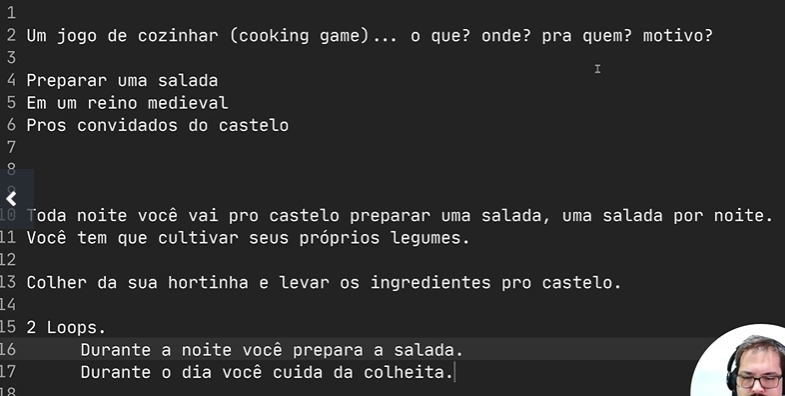 1
2 Um jogo de cozinhar (cooking game)... o que? onde? pra quem? motivo?
3
4 Preparar uma salada
5 Em um reino medieval
6 Pros convidados do castelo
7
8
9
10 Toda noite você vai pro castelo preparar uma salada, uma salada por noite.
11 Você tem que cultivar seus próprios legumes.
12
13 Colher da sua hortinha e levar os ingredientes pro castelo.
14
15 2 Loops.
16 Durante a noite você prepara a salada.
17 Durante o dia você cuida da colheita.
18